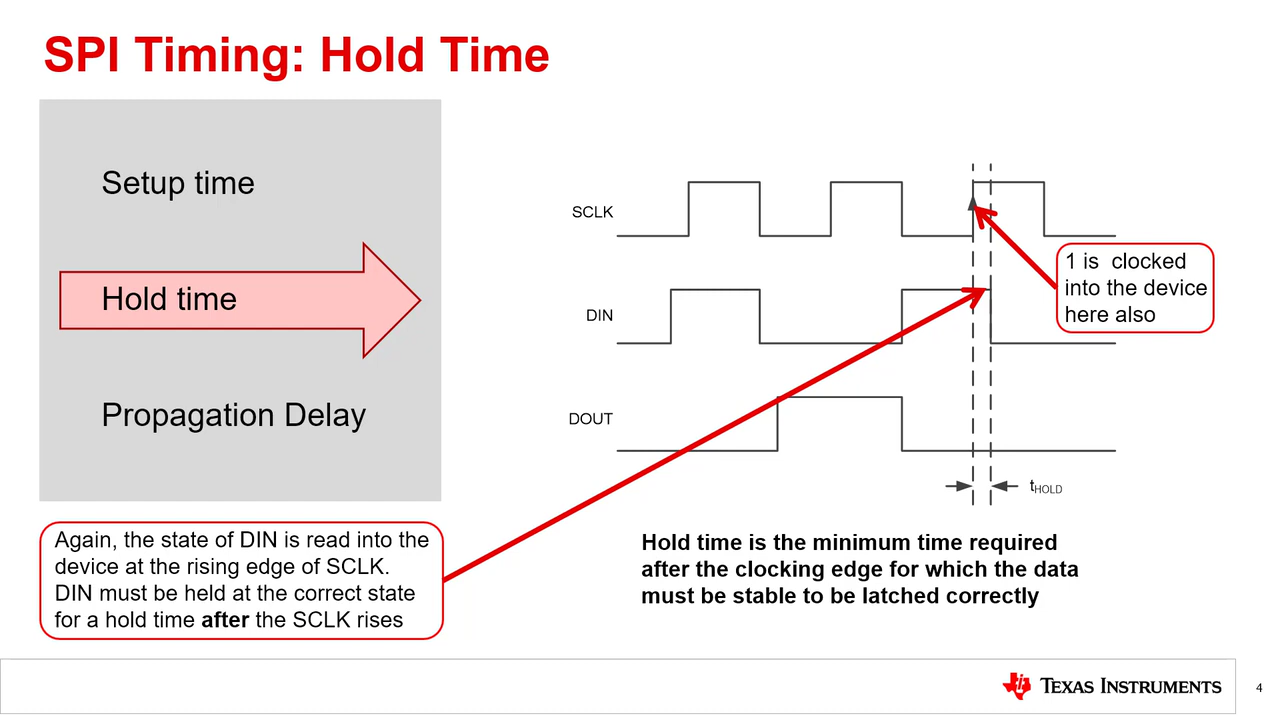 SPI Timing: Hold Time
Setup time
Hold time
Propagation Delay
SCLK
DIN
DOUT
1 is clocked
into the device
here also
tHOLD
Again, the state of DIN is read into the
device at the rising edge of SCLK.
DIN must be held at the correct state
for a hold time after the SCLK rises
Hold time is the minimum time required
after the clocking edge for which the data
must be stable to be latched correctly
TEXAS INSTRUMENTS
4